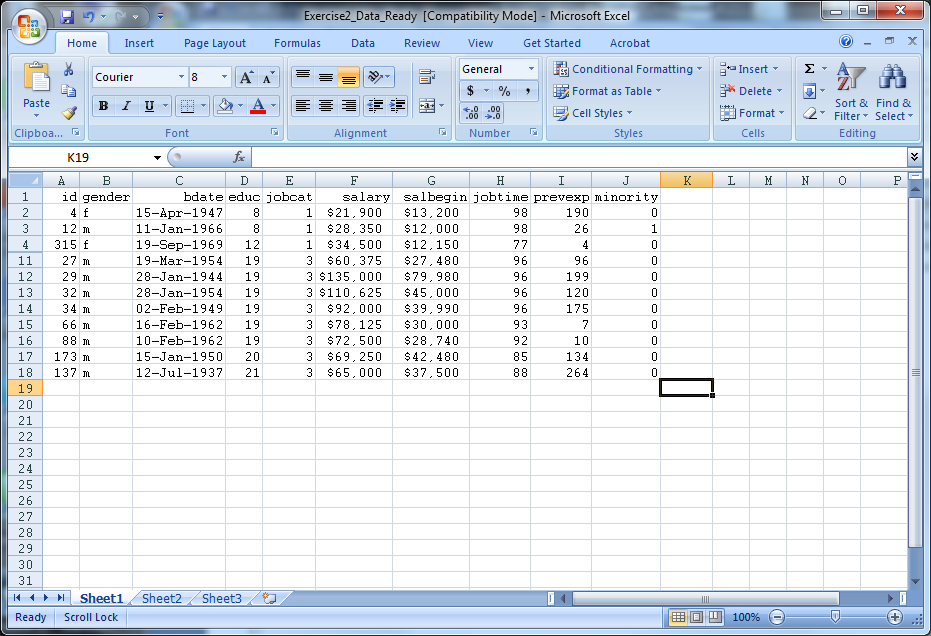 Exercise2_Data_Ready [Compatibility Mode] - Microsoft Excel
Home Insert Page Layout Formulas Data Review View Get Started Acrobat
Paste Courier 8 General Conditional Formatting Insert Σ
B I U A $ % , Format as Table Delete Sort & Filter Find & Select
Cell Styles Format
Clipboa... Font Alignment Number Styles Cells Editing
K19 fx
A B C D E F G H I J K L M N O P
1 id gender bdate educ jobcat salary salbegin jobtime prevexp minority
2 4 f 15-Apr-1947 8 1 $21,900 $13,200 98 190 0
3 12 m 11-Jan-1966 8 1 $28,350 $12,000 98 26 1
4 315 f 19-Sep-1969 12 1 $34,500 $12,150 77 4 0
11 27 m 19-Mar-1954 19 3 $60,375 $27,480 96 96 0
12 29 m 28-Jan-1944 19 3 $135,000 $79,980 96 199 0
13 32 m 28-Jan-1954 19 3 $110,625 $45,000 96 120 0
14 34 m 02-Feb-1949 19 3 $92,000 $39,990 96 175 0
15 66 m 16-Feb-1962 19 3 $78,125 $30,000 93 7 0
16 88 m 10-Feb-1962 19 3 $72,500 $28,740 92 10 0
17 173 m 15-Jan-1950 20 3 $69,250 $42,480 85 134 0
18 137 m 12-Jul-1937 21 3 $65,000 $37,500 88 264 0
19
20
21
22
23
24
25
26
27
28
29
30
31
Sheet1 Sheet2 Sheet3
Ready Scroll Lock 100%